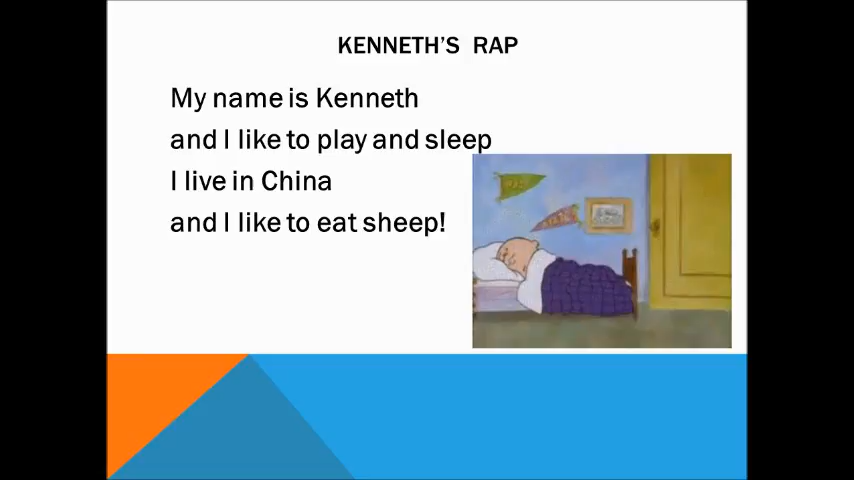 KENNETH'S RAP
My name is Kenneth
and I like to play and sleep
I live in China
and I like to eat sheep!